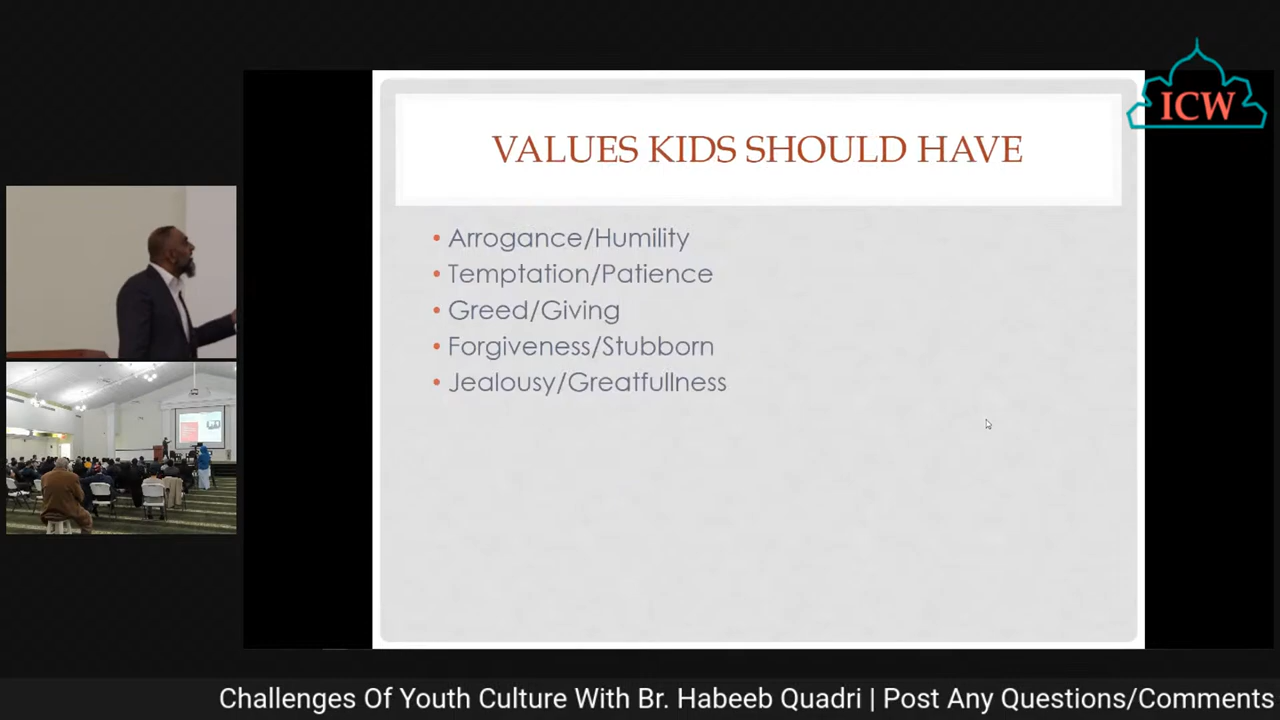 ICW
VALUES KIDS SHOULD HAVE
• Arrogance/Humility
• Temptation/Patience
• Greed/Giving
• Forgiveness/Stubborn
• Jealousy/Greatfullness
Challenges Of Youth Culture With Br. Habeeb Quadri | Post Any Questions/Comments